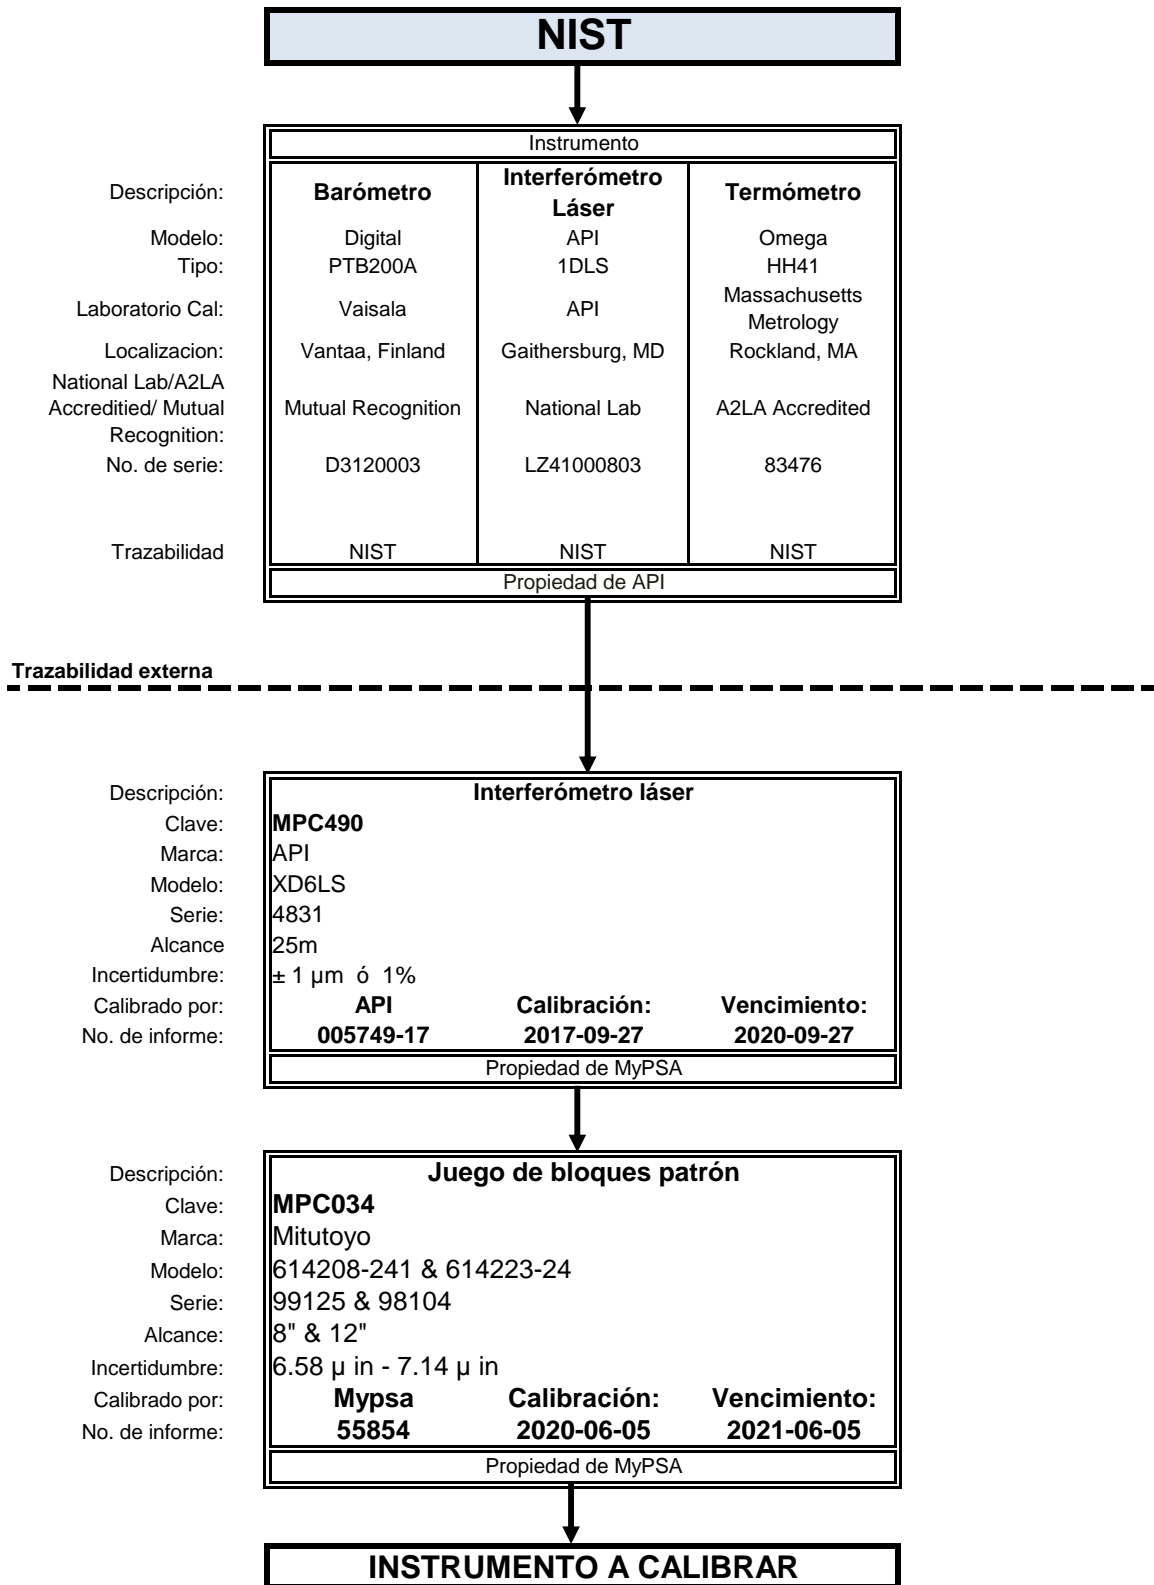 NIST
Instrumento
Descripción: Barómetro Interferómetro Láser Termómetro
Modelo: Digital API Omega
Tipo: PTB200A 1DLS HH41
Laboratorio Cal: Vaisala API Massachusetts Metrology
Localizacion: Vantaa, Finland Gaithersburg, MD Rockland, MA
National Lab/A2LA Accreditied/ Mutual Recognition: Mutual Recognition National Lab A2LA Accredited
No. de serie: D3120003 LZ41000803 83476
Trazabilidad NIST NIST NIST
Propiedad de API
Trazabilidad externa
Descripción: Interferómetro láser
Clave: MPC490
Marca: API
Modelo: XD6LS
Serie: 4831
Alcance 25m
Incertidumbre: ± 1 µm ó 1%
Calibrado por: API Calibración: Vencimiento:
No. de informe: 005749-17 2017-09-27 2020-09-27
Propiedad de MyPSA
Descripción: Juego de bloques patrón
Clave: MPC034
Marca: Mitutoyo
Modelo: 614208-241 & 614223-24
Serie: 99125 & 98104
Alcance: 8" & 12"
Incertidumbre: 6.58 µ in - 7.14 µ in
Calibrado por: Mypsa Calibración: Vencimiento:
No. de informe: 55854 2020-06-05 2021-06-05
Propiedad de MyPSA
INSTRUMENTO A CALIBRAR